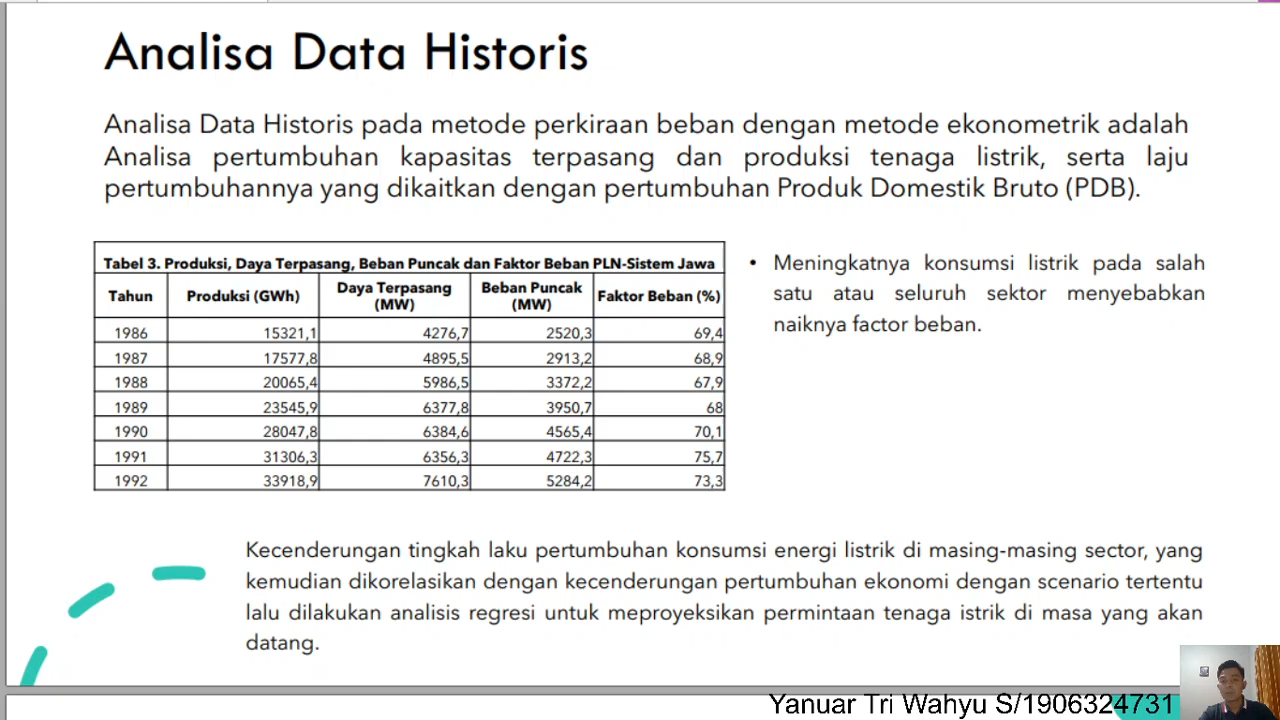 Analisa Data Historis
Analisa Data Historis pada metode perkiraan beban dengan metode ekonometrik adalah
Analisa pertumbuhan kapasitas terpasang dan produksi tenaga listrik, serta laju
pertumbuhannya yang dikaitkan dengan pertumbuhan Produk Domestik Bruto (PDB).
Tabel 3. Produksi, Daya Terpasang, Beban Puncak dan Faktor Beban PLN-Sistem Jawa
Tahun Produksi (GWh) Daya Terpasang (MW) Beban Puncak (MW) Faktor Beban (%)
1986 15321,1 4276,7 2520,3 69,4
1987 17577,8 4895,5 2913,2 68,9
1988 20065,4 5986,5 3372,2 67,9
1989 23545,9 6377,8 3950,7 68
1990 28047,8 6384,6 4565,4 70,1
1991 31306,3 6356,3 4722,3 75,7
1992 33918,9 7610,3 5284,2 73,3
• Meningkatnya konsumsi listrik pada salah
satu atau seluruh sektor menyebabkan
naiknya factor beban.
Kecenderungan tingkah laku pertumbuhan konsumsi energi listrik di masing-masing sector, yang
kemudian dikorelasikan dengan kecenderungan pertumbuhan ekonomi dengan scenario tertentu
lalu dilakukan analisis regresi untuk meproyeksikan permintaan tenaga istrik di masa yang akan
datang.
Yanuar Tri Wahyu S/1906324731